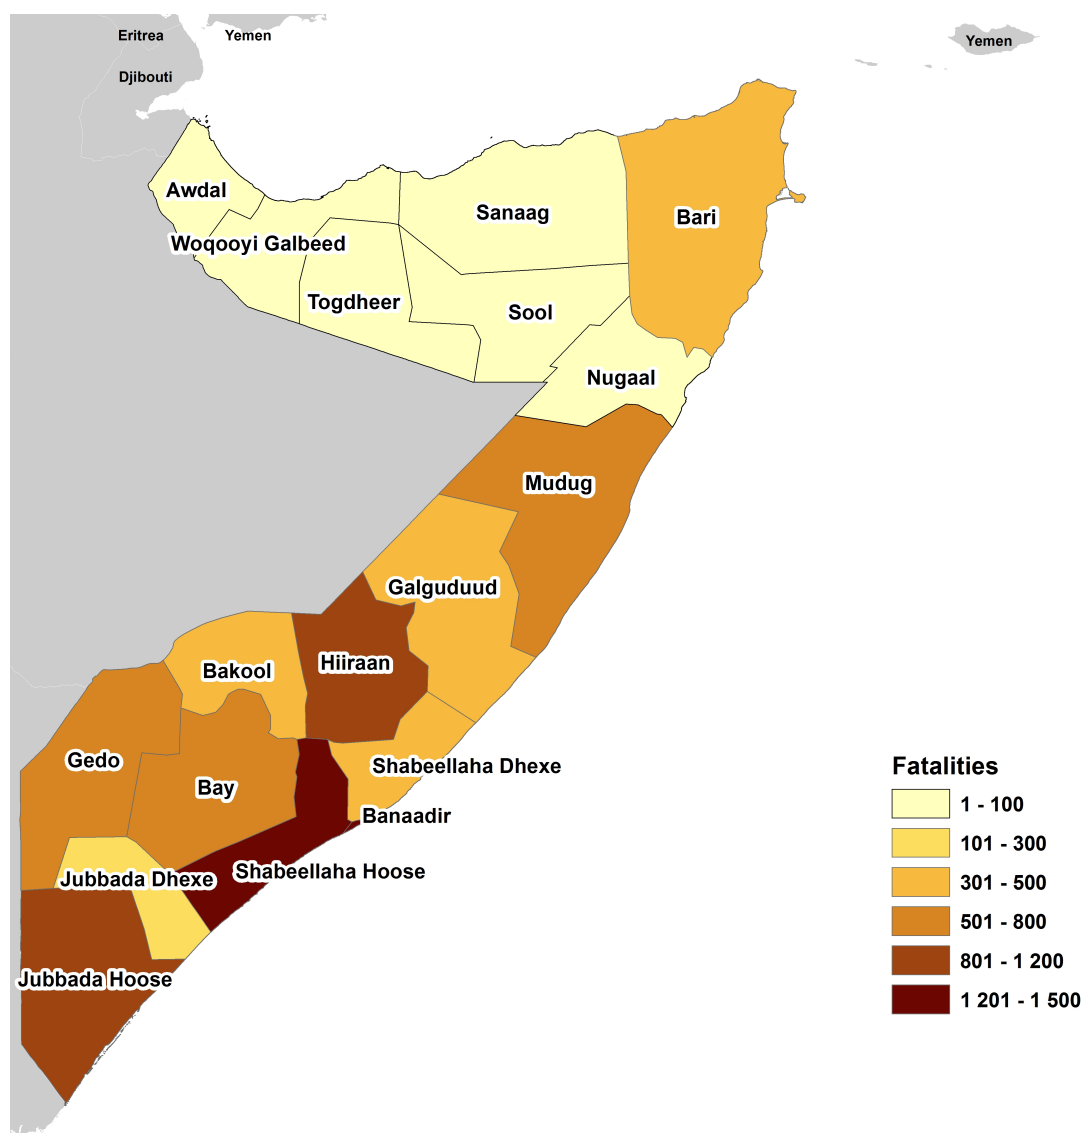 Eritrea
Yemen
Yemen
Djibouti
Awdal
Sanaag
Bari
Woqooyi Galbeed
Togdheer
Sool
Nugaal
Mudug
Galguduud
Hiiraan
Bakool
Gedo
Shabeellaha Dhexe
Bay
Banaadir
Shabeellaha Hoose
Jubbada Dhexe
Jubbada Hoose
Fatalities
1 - 100
101 - 300
301 - 500
501 - 800
801 - 1 200
1 201 - 1 500